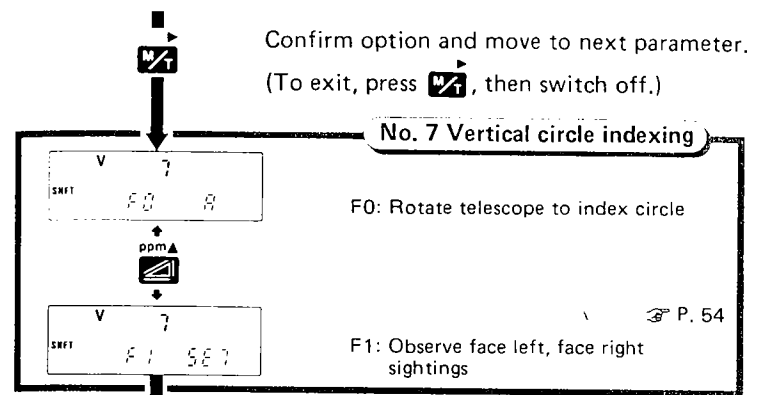 M/T
Confirm option and move to next parameter.
(To exit, press M/T, then switch off.)
No. 7 Vertical circle indexing
V 7
SHFT
F0 A
F0: Rotate telescope to index circle
ppm▲
V 7
☞ P. 54
SHFT
F1 SET
F1: Observe face left, face right
sightings